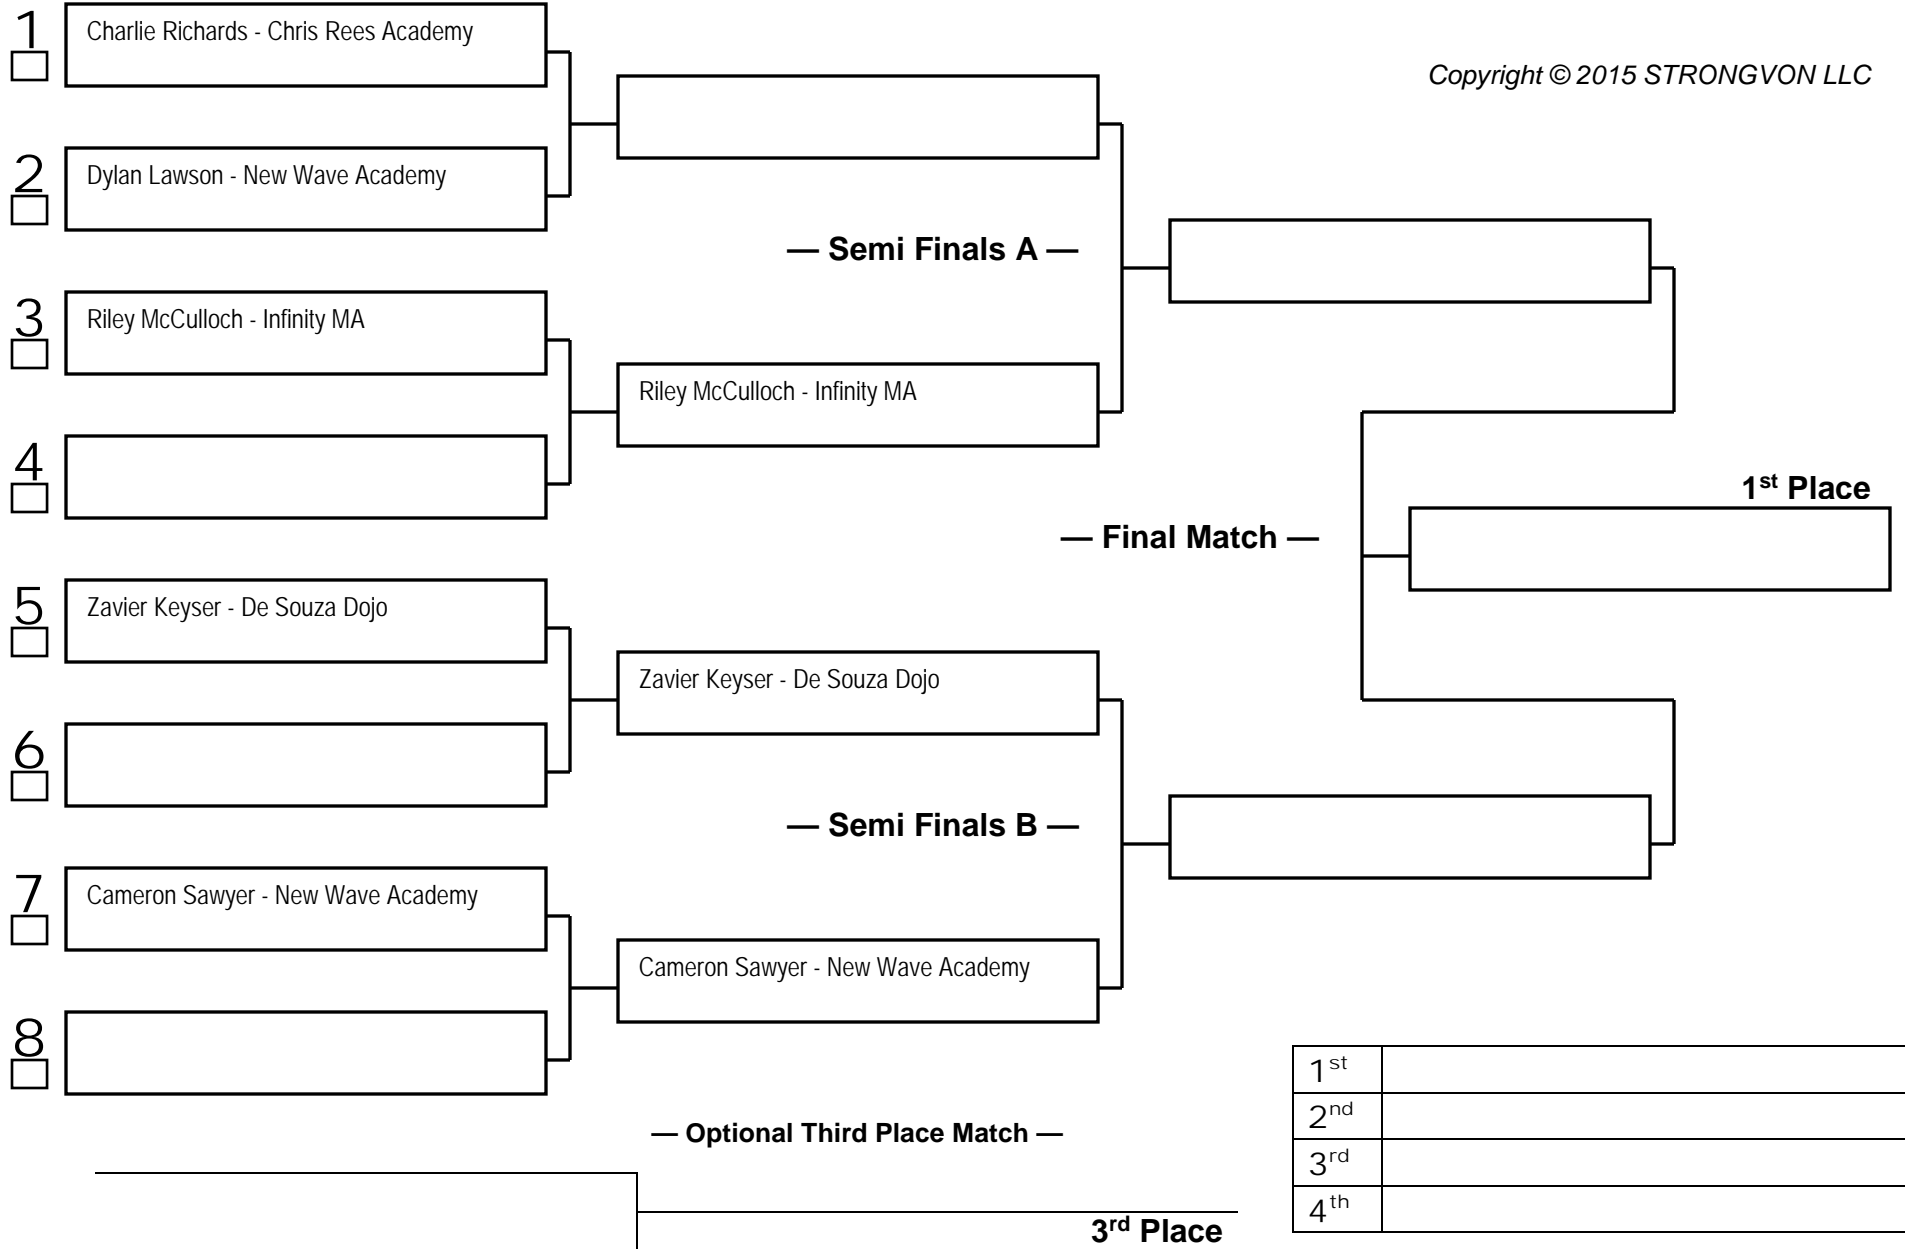 1
Charlie Richards - Chris Rees Academy
Copyright © 2015 STRONGVON LLC
2
Dylan Lawson - New Wave Academy
— Semi Finals A —
3
Riley McCulloch - Infinity MA
Riley McCulloch - Infinity MA
4
1st Place
— Final Match —
5
Zavier Keyser - De Souza Dojo
Zavier Keyser - De Souza Dojo
6
— Semi Finals B —
7
Cameron Sawyer - New Wave Academy
Cameron Sawyer - New Wave Academy
8
— Optional Third Place Match —
3rd Place
1st
2nd
3rd
4th